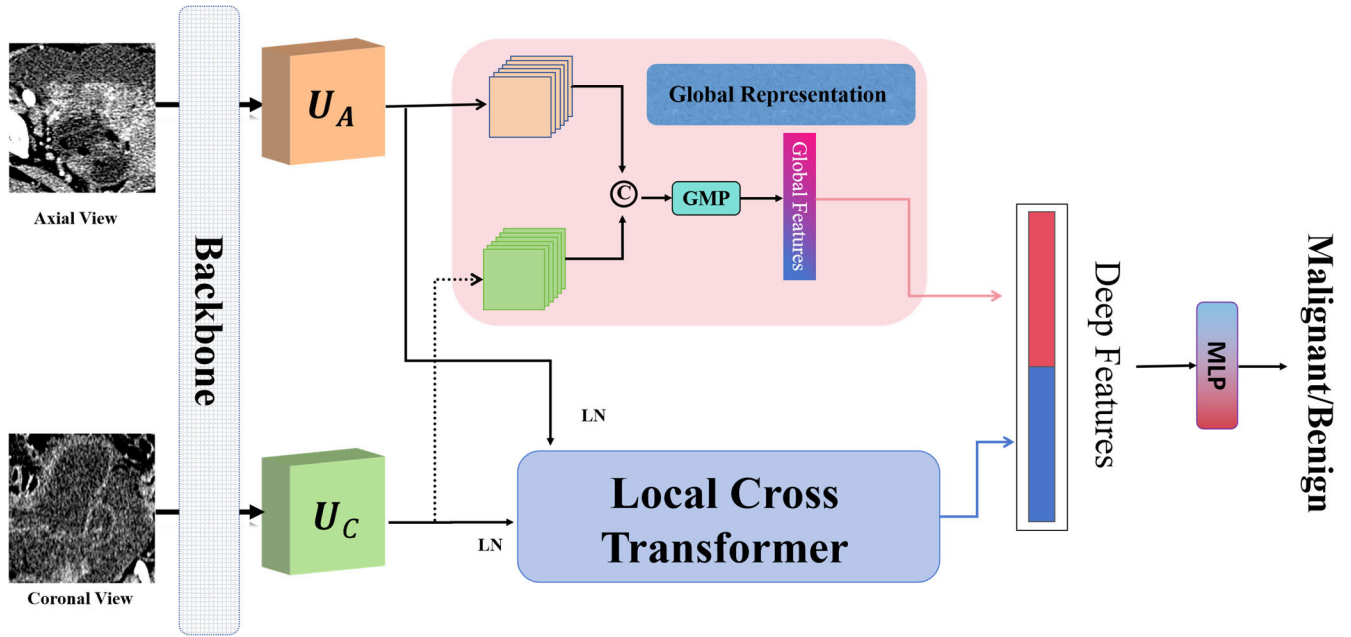 Axial View
Backbone
U_A
Global Representation
C
GMP
Global Features
LN
Coronal View
U_C
LN
Local Cross
Transformer
Deep Features
MLP
Malignant/Benign